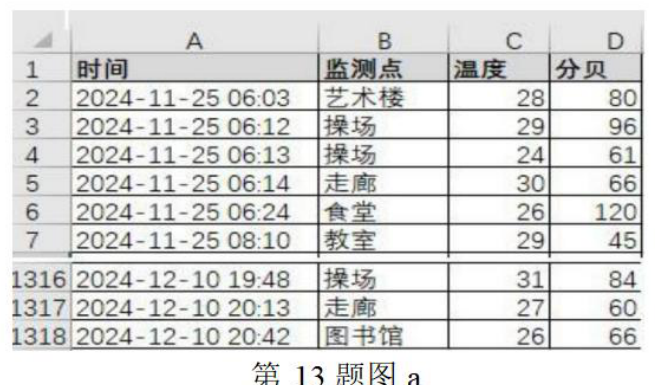 A B C D
1 时间 监测点 温度 分贝
2 2024-11-25 06:03 艺术楼 28 80
3 2024-11-25 06:12 操场 29 96
4 2024-11-25 06:13 操场 24 61
5 2024-11-25 06:14 走廊 30 66
6 2024-11-25 06:24 食堂 26 120
7 2024-11-25 08:10 教室 29 45
1316 2024-12-10 19:48 操场 31 84
1317 2024-12-10 20:13 走廊 27 60
1318 2024-12-10 20:42 图书馆 26 66
第 13 题图 a